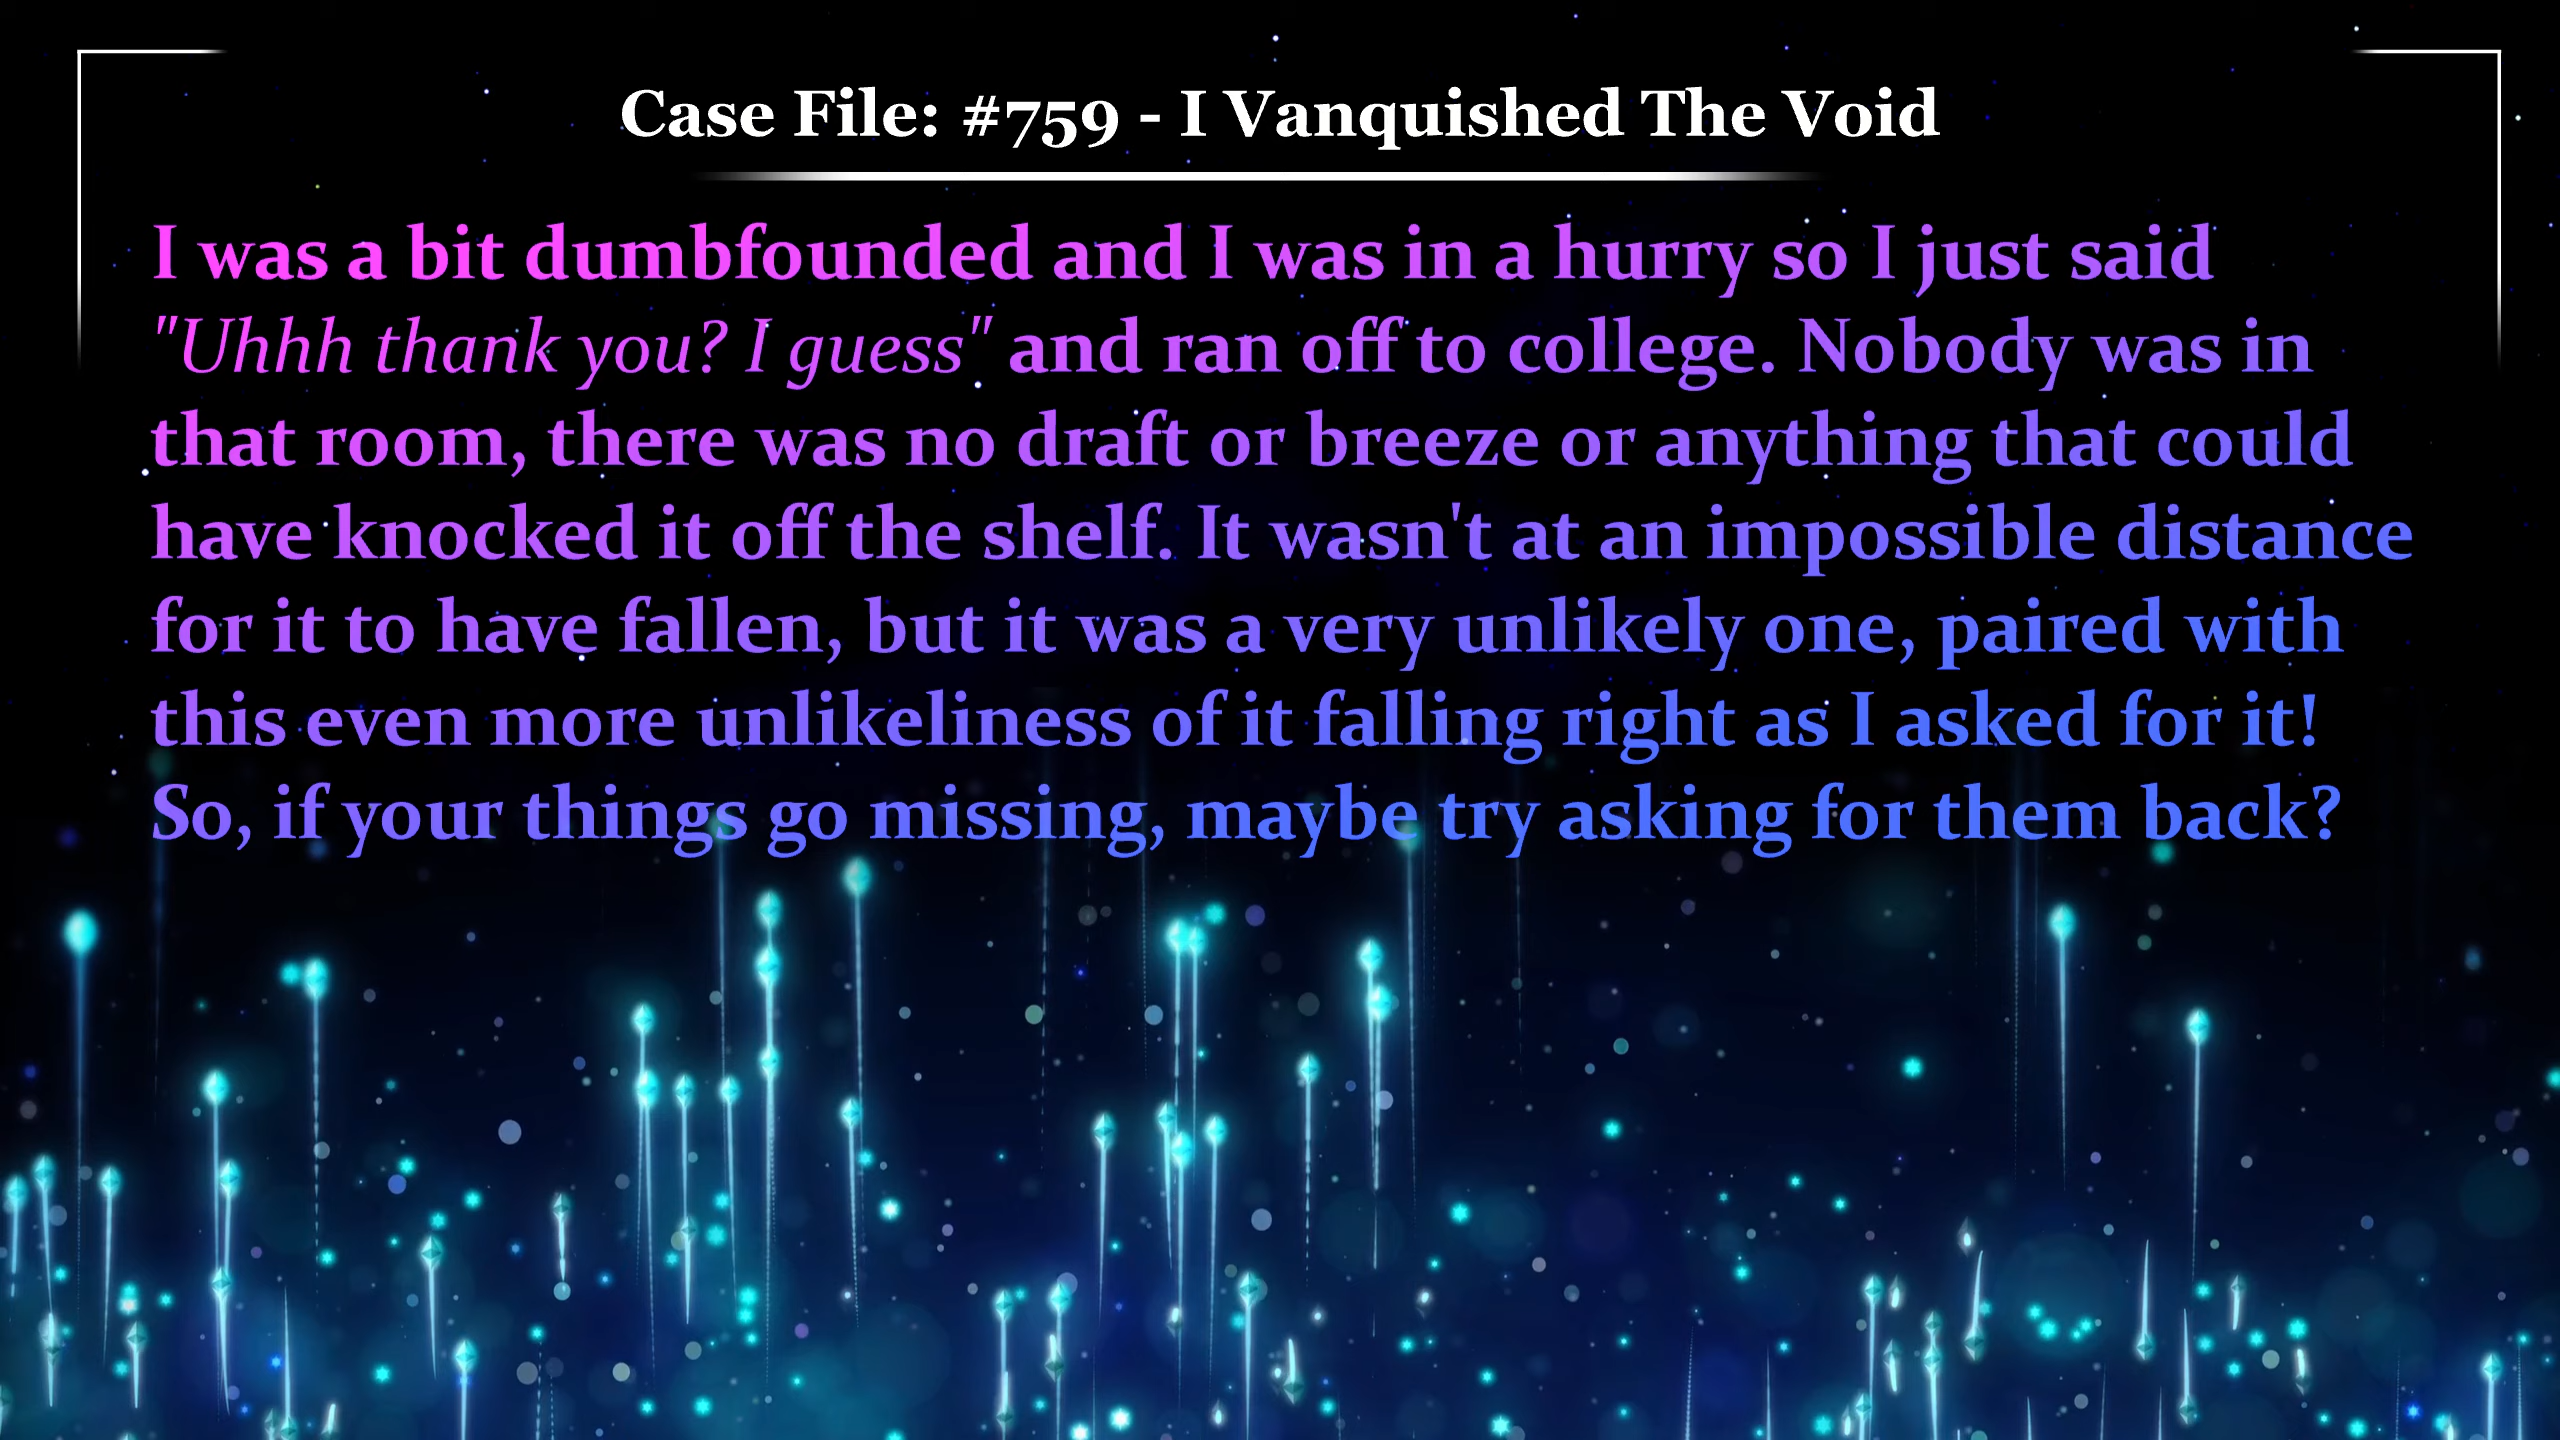 Case File: #759 - I Vanquished The Void
I was a bit dumbfounded and I was in a hurry so I just said
"Uhhh thank you? I guess" and ran off to college. Nobody was in
that room, there was no draft or breeze or anything that could
have knocked it off the shelf. It wasn't at an impossible distance
for it to have fallen, but it was a very unlikely one, paired with
this even more unlikeliness of it falling right as I asked for it!
So, if your things go missing, maybe try asking for them back?